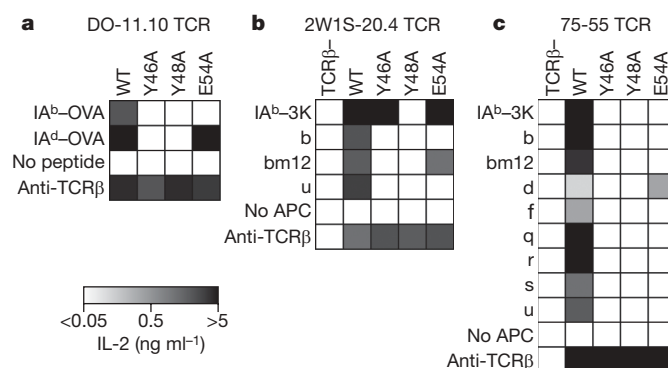 a DO-11.10 TCR
WT Y46A Y48A E54A
IAᵇ–OVA
IAᵈ–OVA
No peptide
Anti-TCRβ
<0.05 0.5 >5
IL-2 (ng ml⁻¹)
b 2W1S-20.4 TCR
TCRβ– WT Y46A Y48A E54A
IAᵇ–3K
b
bm12
u
No APC
Anti-TCRβ
c 75-55 TCR
TCRβ– WT Y46A Y48A E54A
IAᵇ–3K
b
bm12
d
f
q
r
s
u
No APC
Anti-TCRβ